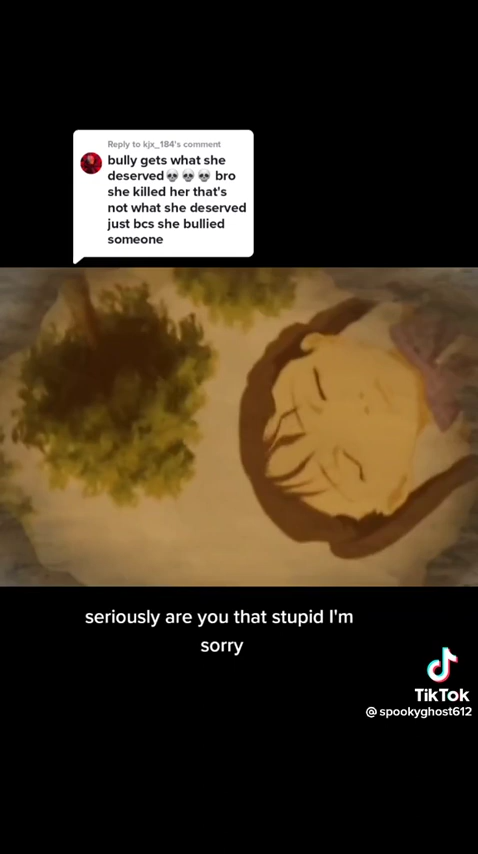 Reply to kjx_184's comment
bully gets what she
deserved💀💀💀 bro
she killed her that's
not what she deserved
just bcs she bullied
someone
seriously are you that stupid I'm
sorry
TikTok
@spookyghost612